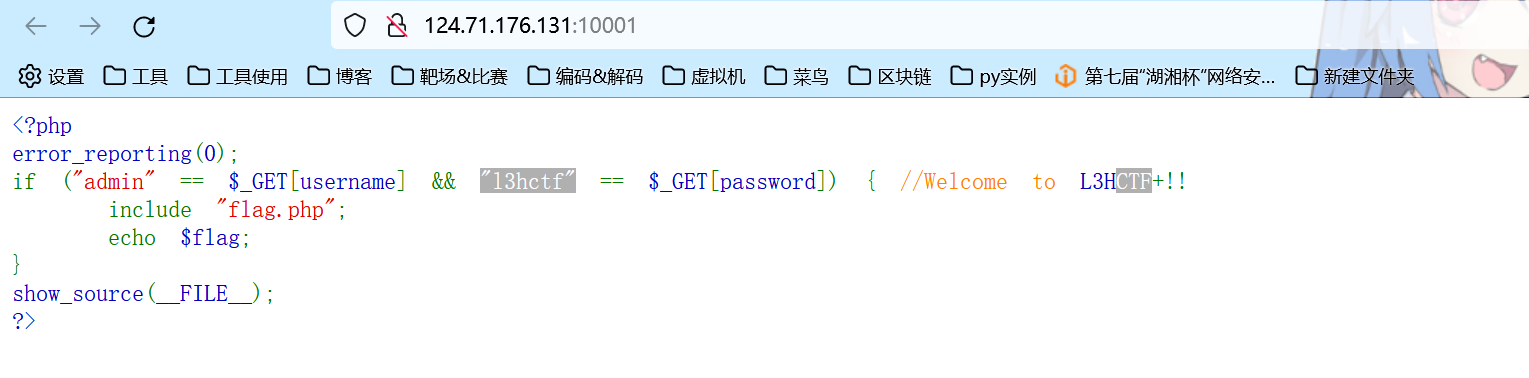 124.71.176.131:10001
设置 工具 工具使用 博客 靶场&比赛 编码&解码 虚拟机 菜鸟 区块链 py实例 第七届“湖湘杯”网络安... 新建文件夹
<?php
error_reporting(0);
if ("admin" == $_GET[username] && "l3hctf" == $_GET[password]) { //Welcome to L3HCTF+!!
include "flag.php";
echo $flag;
}
show_source(__FILE__);
?>